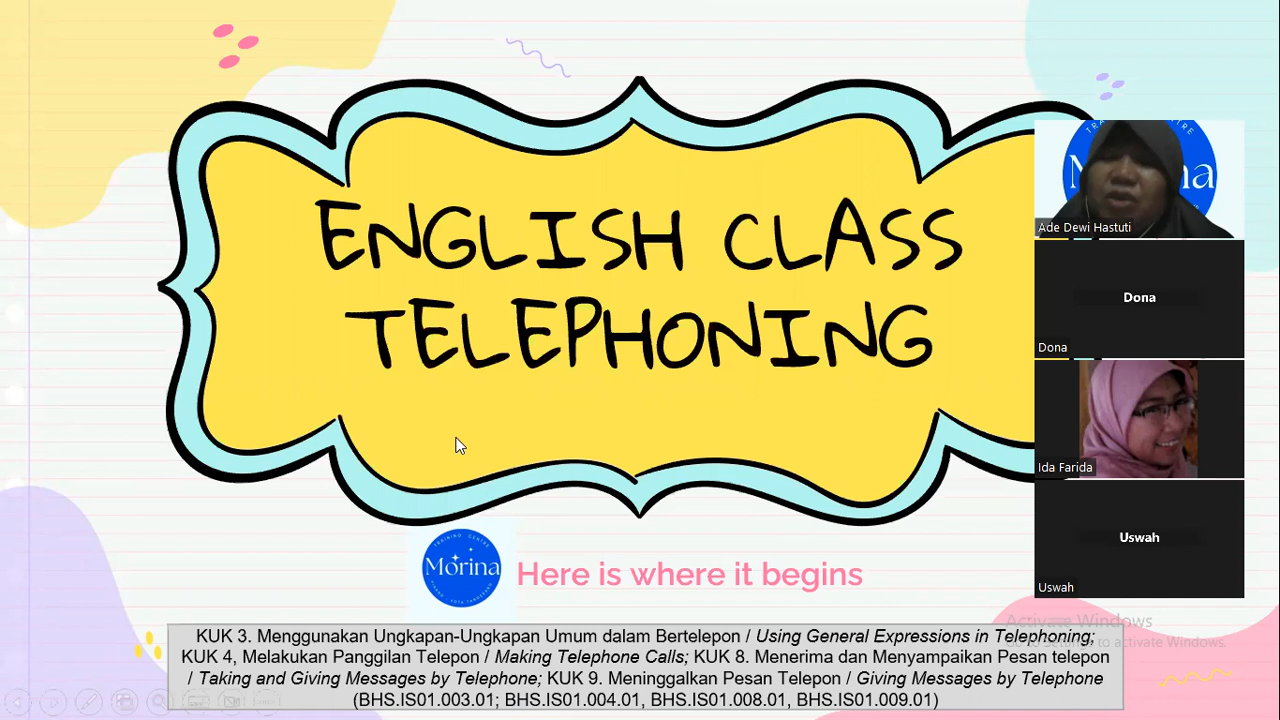 ENGLISH CLASS
TELEPHONING
Morina
Here is where it begins
KUK 3. Menggunakan Ungkapan-Ungkapan Umum dalam Bertelepon / Using General Expressions in Telephoning;
KUK 4, Melakukan Panggilan Telepon / Making Telephone Calls; KUK 8. Menerima dan Menyampaikan Pesan telepon
/ Taking and Giving Messages by Telephone; KUK 9. Meninggalkan Pesan Telepon / Giving Messages by Telephone
(BHS.IS01.003.01; BHS.IS01.004.01, BHS.IS01.008.01, BHS.IS01.009.01)
Ade Dewi Hastuti
Dona
Dona
Ida Farida
Uswah
Uswah
Activate Windows
to activate Windows.